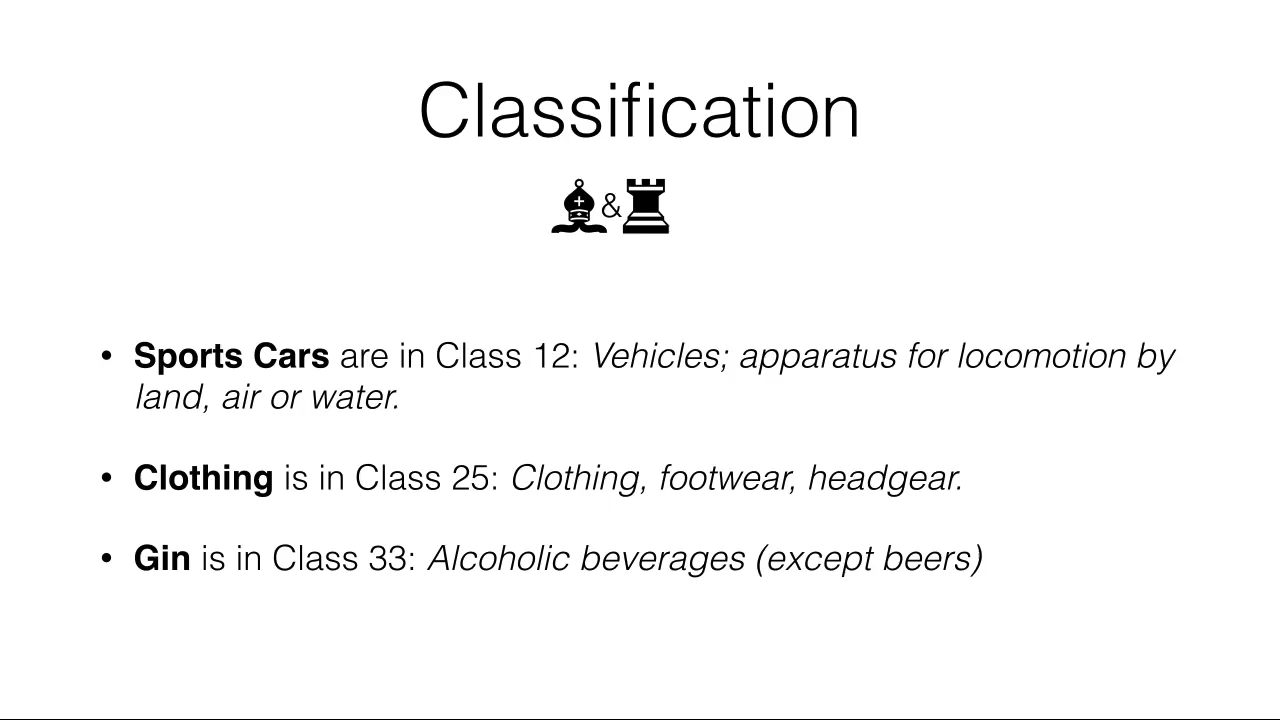 Classification
&
• Sports Cars are in Class 12: Vehicles; apparatus for locomotion by
land, air or water.
• Clothing is in Class 25: Clothing, footwear, headgear.
• Gin is in Class 33: Alcoholic beverages (except beers)